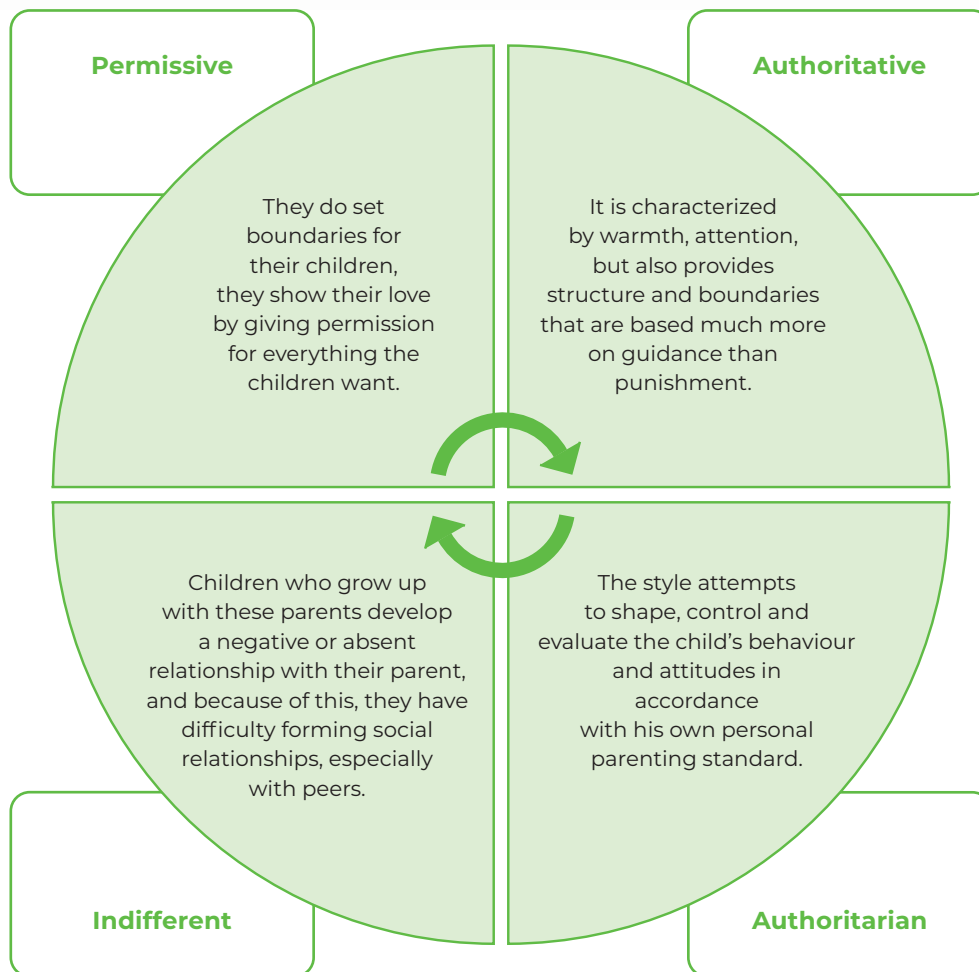 Permissive
They do set
boundaries for
their children,
they show their love
by giving permission
for everything the
children want.
Authoritative
It is characterized
by warmth, attention,
but also provides
structure and boundaries
that are based much more
on guidance than
punishment.
Children who grow up
with these parents develop
a negative or absent
relationship with their parent,
and because of this, they have
difficulty forming social
relationships, especially
with peers.
Indifferent
The style attempts
to shape, control and
evaluate the child’s behaviour
and attitudes in
accordance
with his own personal
parenting standard.
Authoritarian